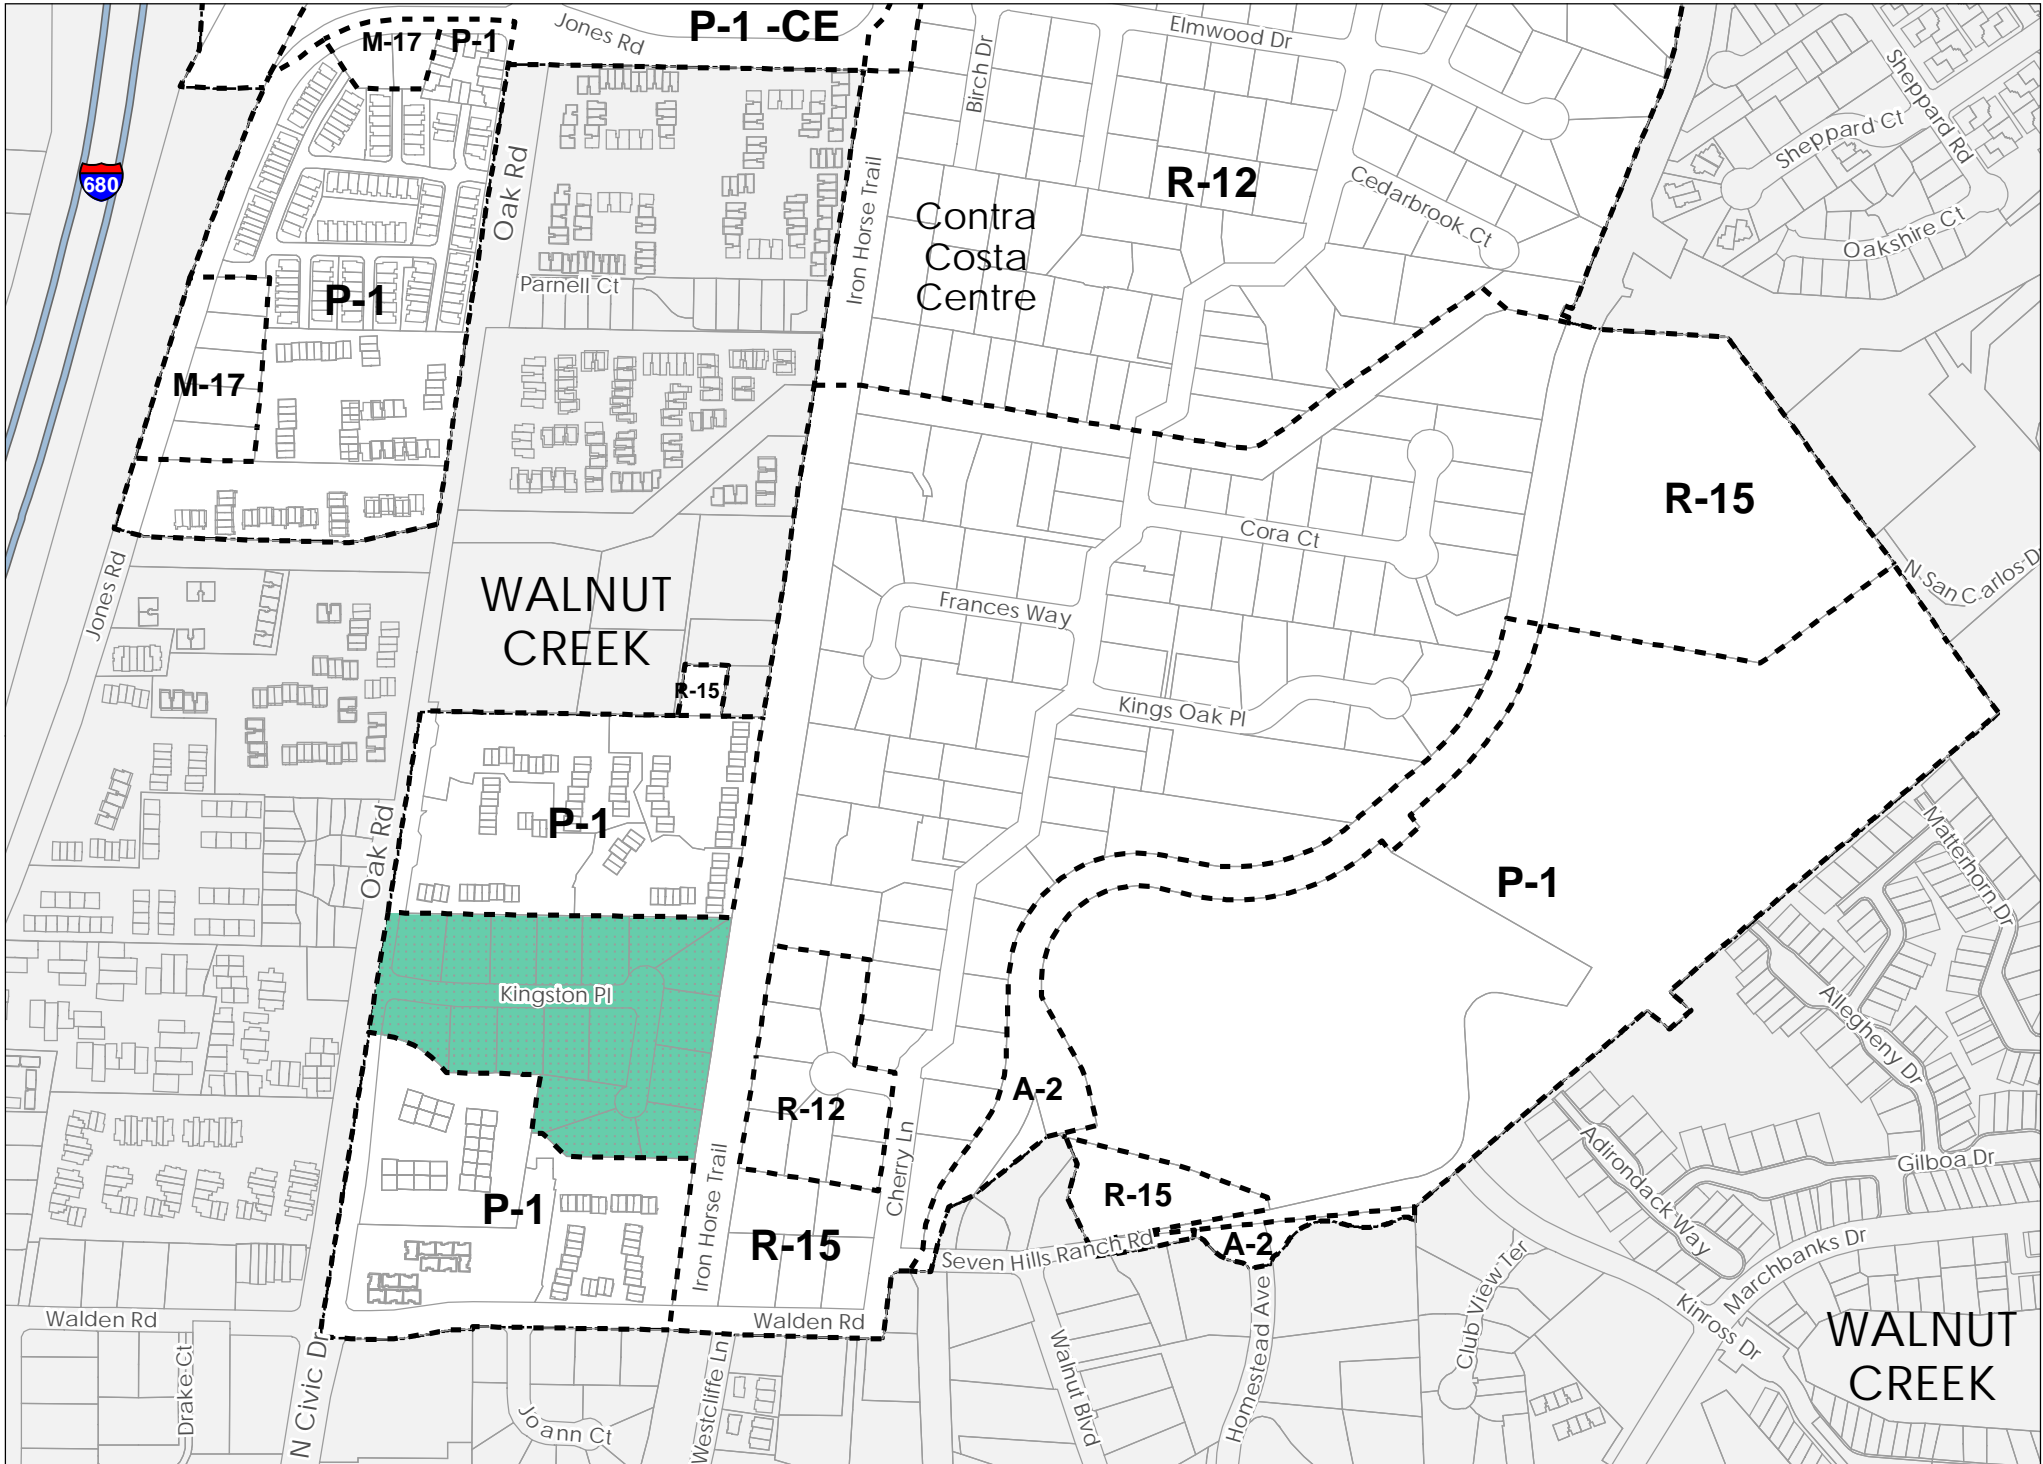 Jones Rd
P-1 -CE
Elmwood Dr
M-17
P-1
Birch Dr
Sheppard Rd
Sheppard Ct
680
Oak Rd
Iron Horse Trail
R-12
Cedarbrook Ct
Contra
Costa
Centre
Oakshire Ct
Parnell Ct
P-1
M-17
R-15
Cora Ct
Jones Rd
WALNUT
CREEK
Frances Way
N San Carlos D
R-15
Kings Oak Pl
P-1
Oak Rd
P-1
Matterhorn Dr
Kingston Pl
Allegheny Dr
A-2
R-12
Cherry Ln
Adirondack Way
Gilboa Dr
Iron Horse Trail
P-1
R-15
R-15
Seven Hills Ranch Rd
A-2
Marchbanks Dr
Club View Ter
Kinross Dr
Walden Rd
Walden Rd
WALNUT
CREEK
Drake Ct
N Civic Dr
Joann Ct
Westcliffe Ln
Walnut Blvd
Homestead Ave